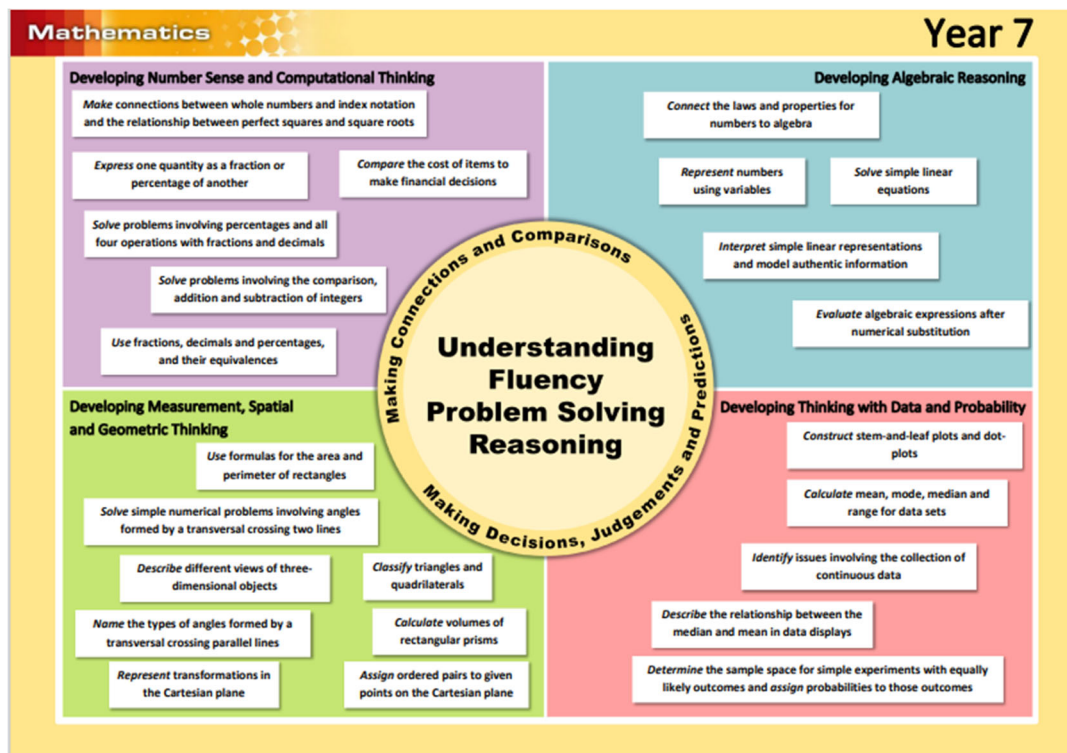 Mathematics
Year 7
Developing Number Sense and Computational Thinking
Make connections between whole numbers and index notation
and the relationship between perfect squares and square roots
Express one quantity as a fraction or
percentage of another
Compare the cost of items to
make financial decisions
Solve problems involving percentages and all
four operations with fractions and decimals
Solve problems involving the comparison,
addition and subtraction of integers
Use fractions, decimals and percentages,
and their equivalences
Developing Algebraic Reasoning
Connect the laws and properties for
numbers to algebra
Represent numbers
using variables
Solve simple linear
equations
Interpret simple linear representations
and model authentic information
Evaluate algebraic expressions after
numerical substitution
Making Connections and Comparisons
Understanding
Fluency
Problem Solving
Reasoning
Making Decisions, Judgements and Predictions
Developing Measurement, Spatial
and Geometric Thinking
Use formulas for the area and
perimeter of rectangles
Solve simple numerical problems involving angles
formed by a transversal crossing two lines
Describe different views of three-
dimensional objects
Classify triangles and
quadrilaterals
Name the types of angles formed by a
transversal crossing parallel lines
Calculate volumes of
rectangular prisms
Represent transformations in
the Cartesian plane
Assign ordered pairs to given
points on the Cartesian plane
Developing Thinking with Data and Probability
Construct stem-and-leaf plots and dot-
plots
Calculate mean, mode, median and
range for data sets
Identify issues involving the collection of
continuous data
Describe the relationship between the
median and mean in data displays
Determine the sample space for simple experiments with equally
likely outcomes and assign probabilities to those outcomes